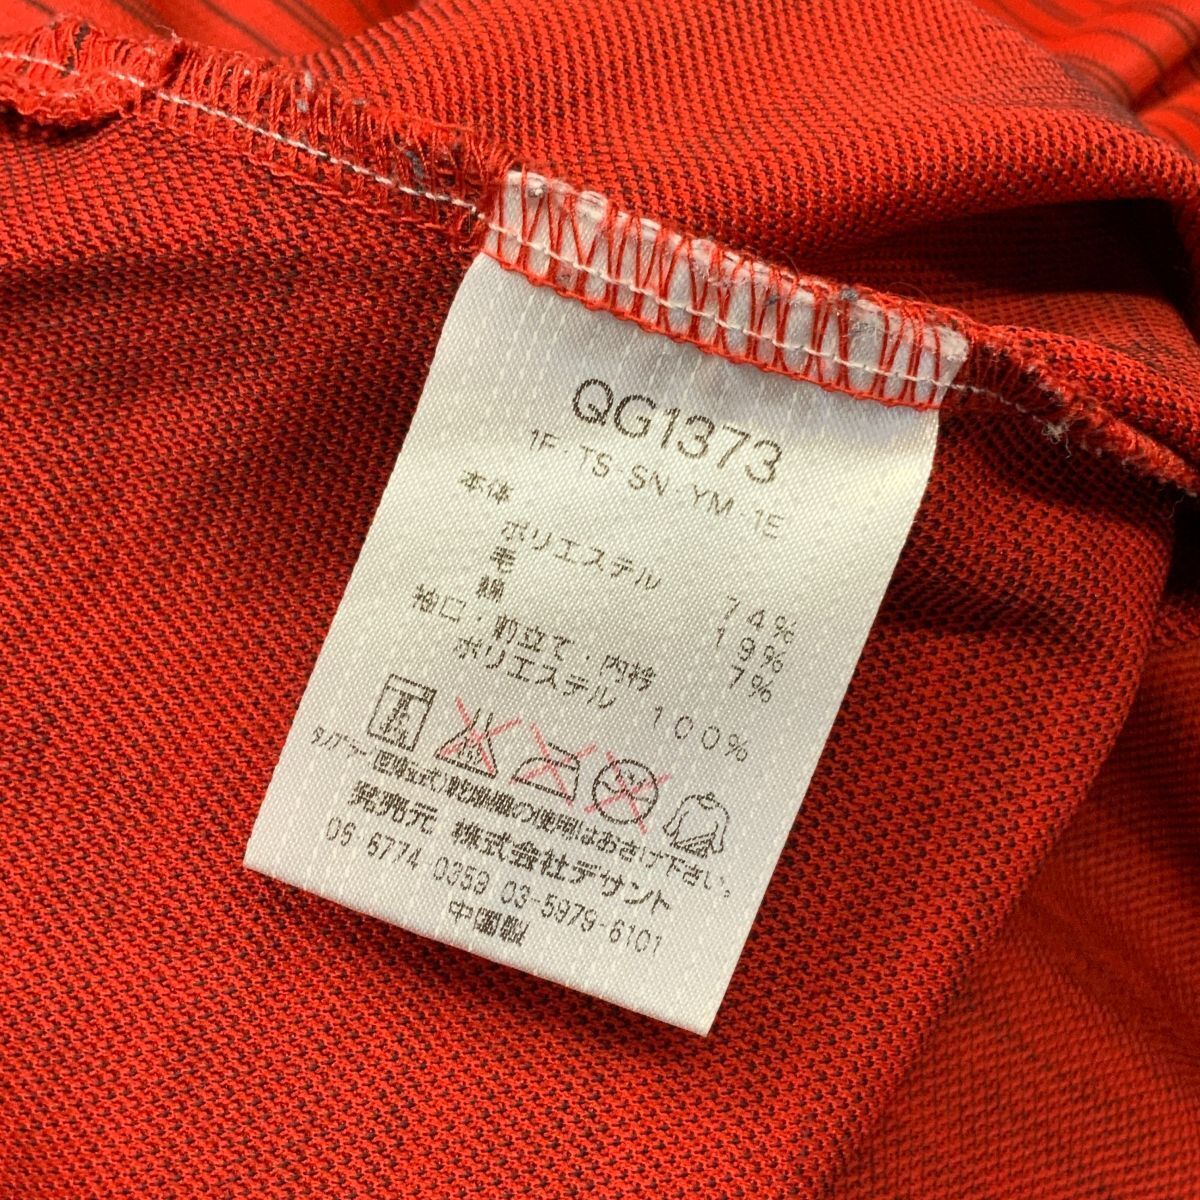 QG1373
1F·TS·SN·YM·1E
本体
ポリエステル 74%
毛 19%
綿 7%
袖口・前立て・内衿
ポリエステル 100%
タンブラー(回転式)乾燥機の使用はおさけ下さい。
発売元 株式会社デサント
06-6774-0359 03-5979-6101
中国製